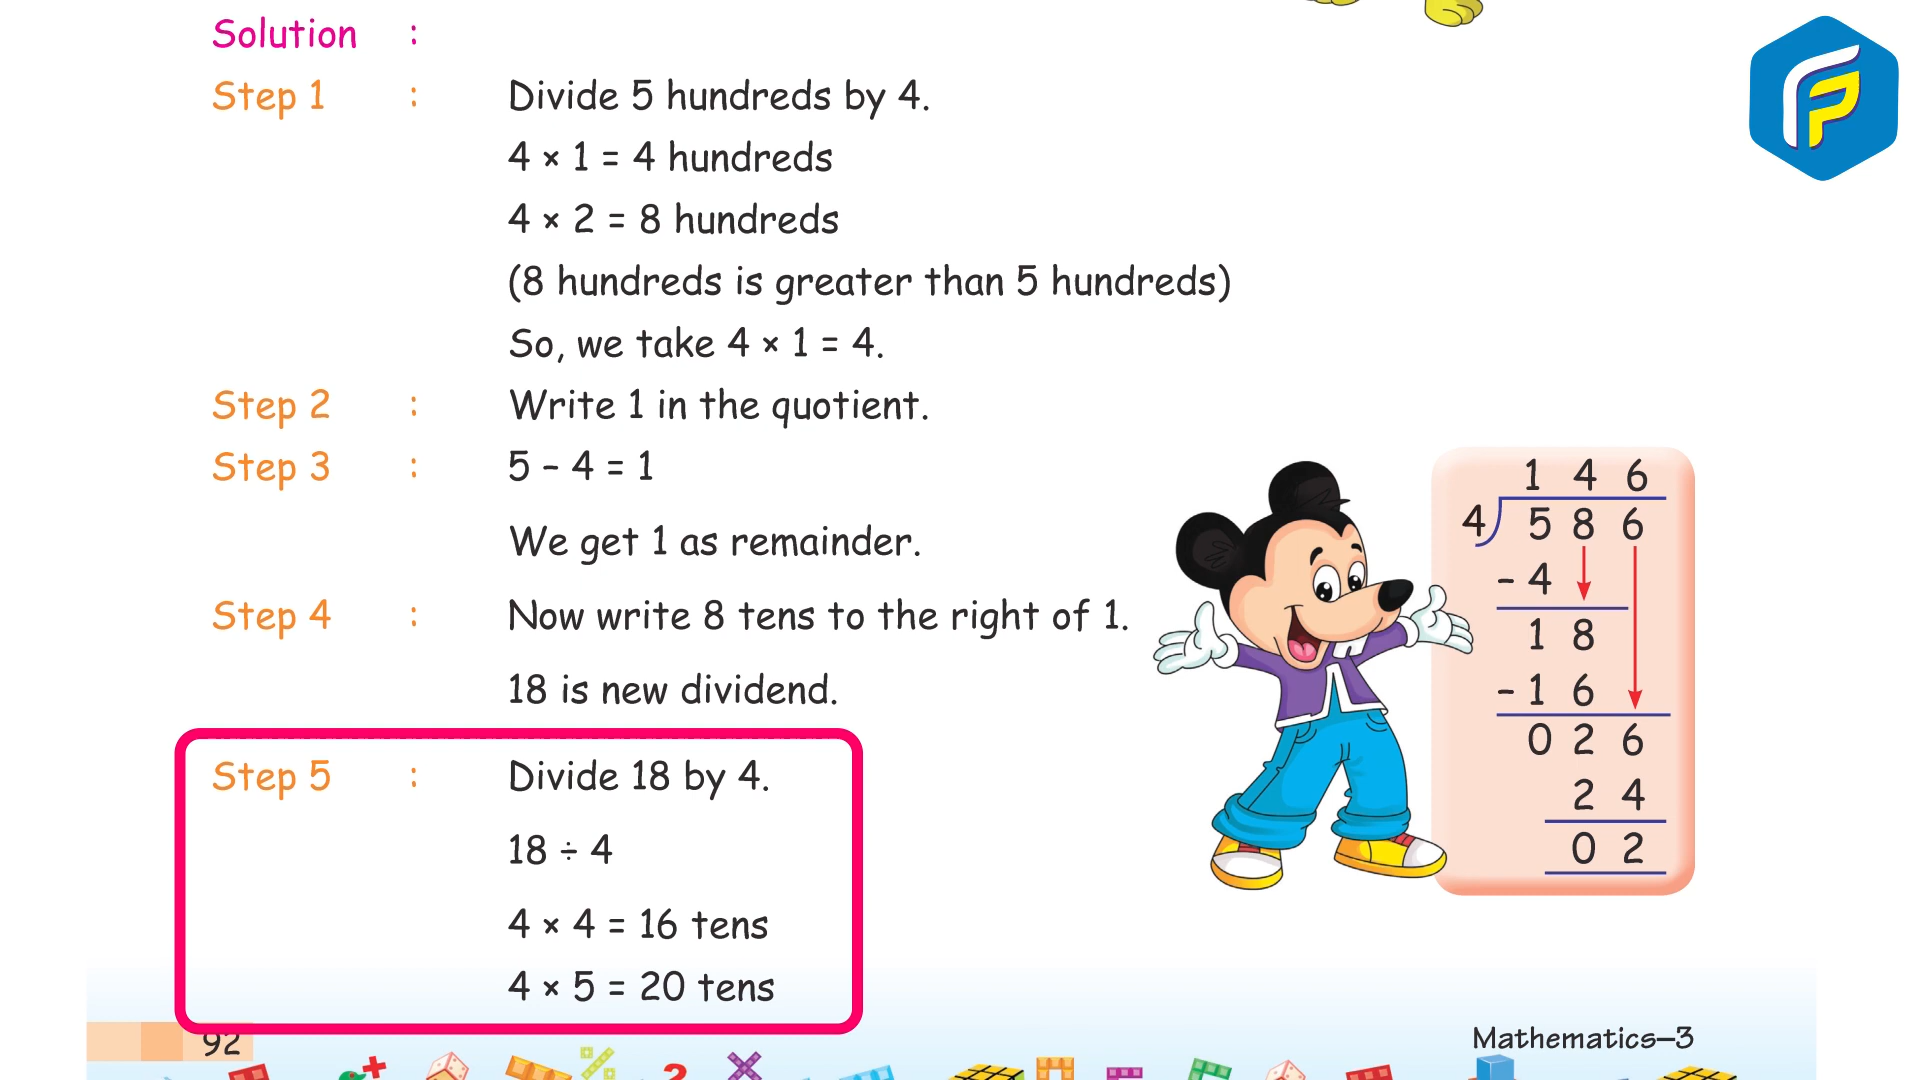 Solution :
Step 1 : Divide 5 hundreds by 4.
4 × 1 = 4 hundreds
4 × 2 = 8 hundreds
(8 hundreds is greater than 5 hundreds)
So, we take 4 × 1 = 4.
Step 2 : Write 1 in the quotient.
Step 3 : 5 – 4 = 1
We get 1 as remainder.
Step 4 : Now write 8 tens to the right of 1.
18 is new dividend.
Step 5 : Divide 18 by 4.
18 ÷ 4
4 × 4 = 16 tens
4 × 5 = 20 tens
1 4 6
4 5 8 6
– 4
1 8
– 1 6
0 2 6
2 4
0 2
92
Mathematics–3